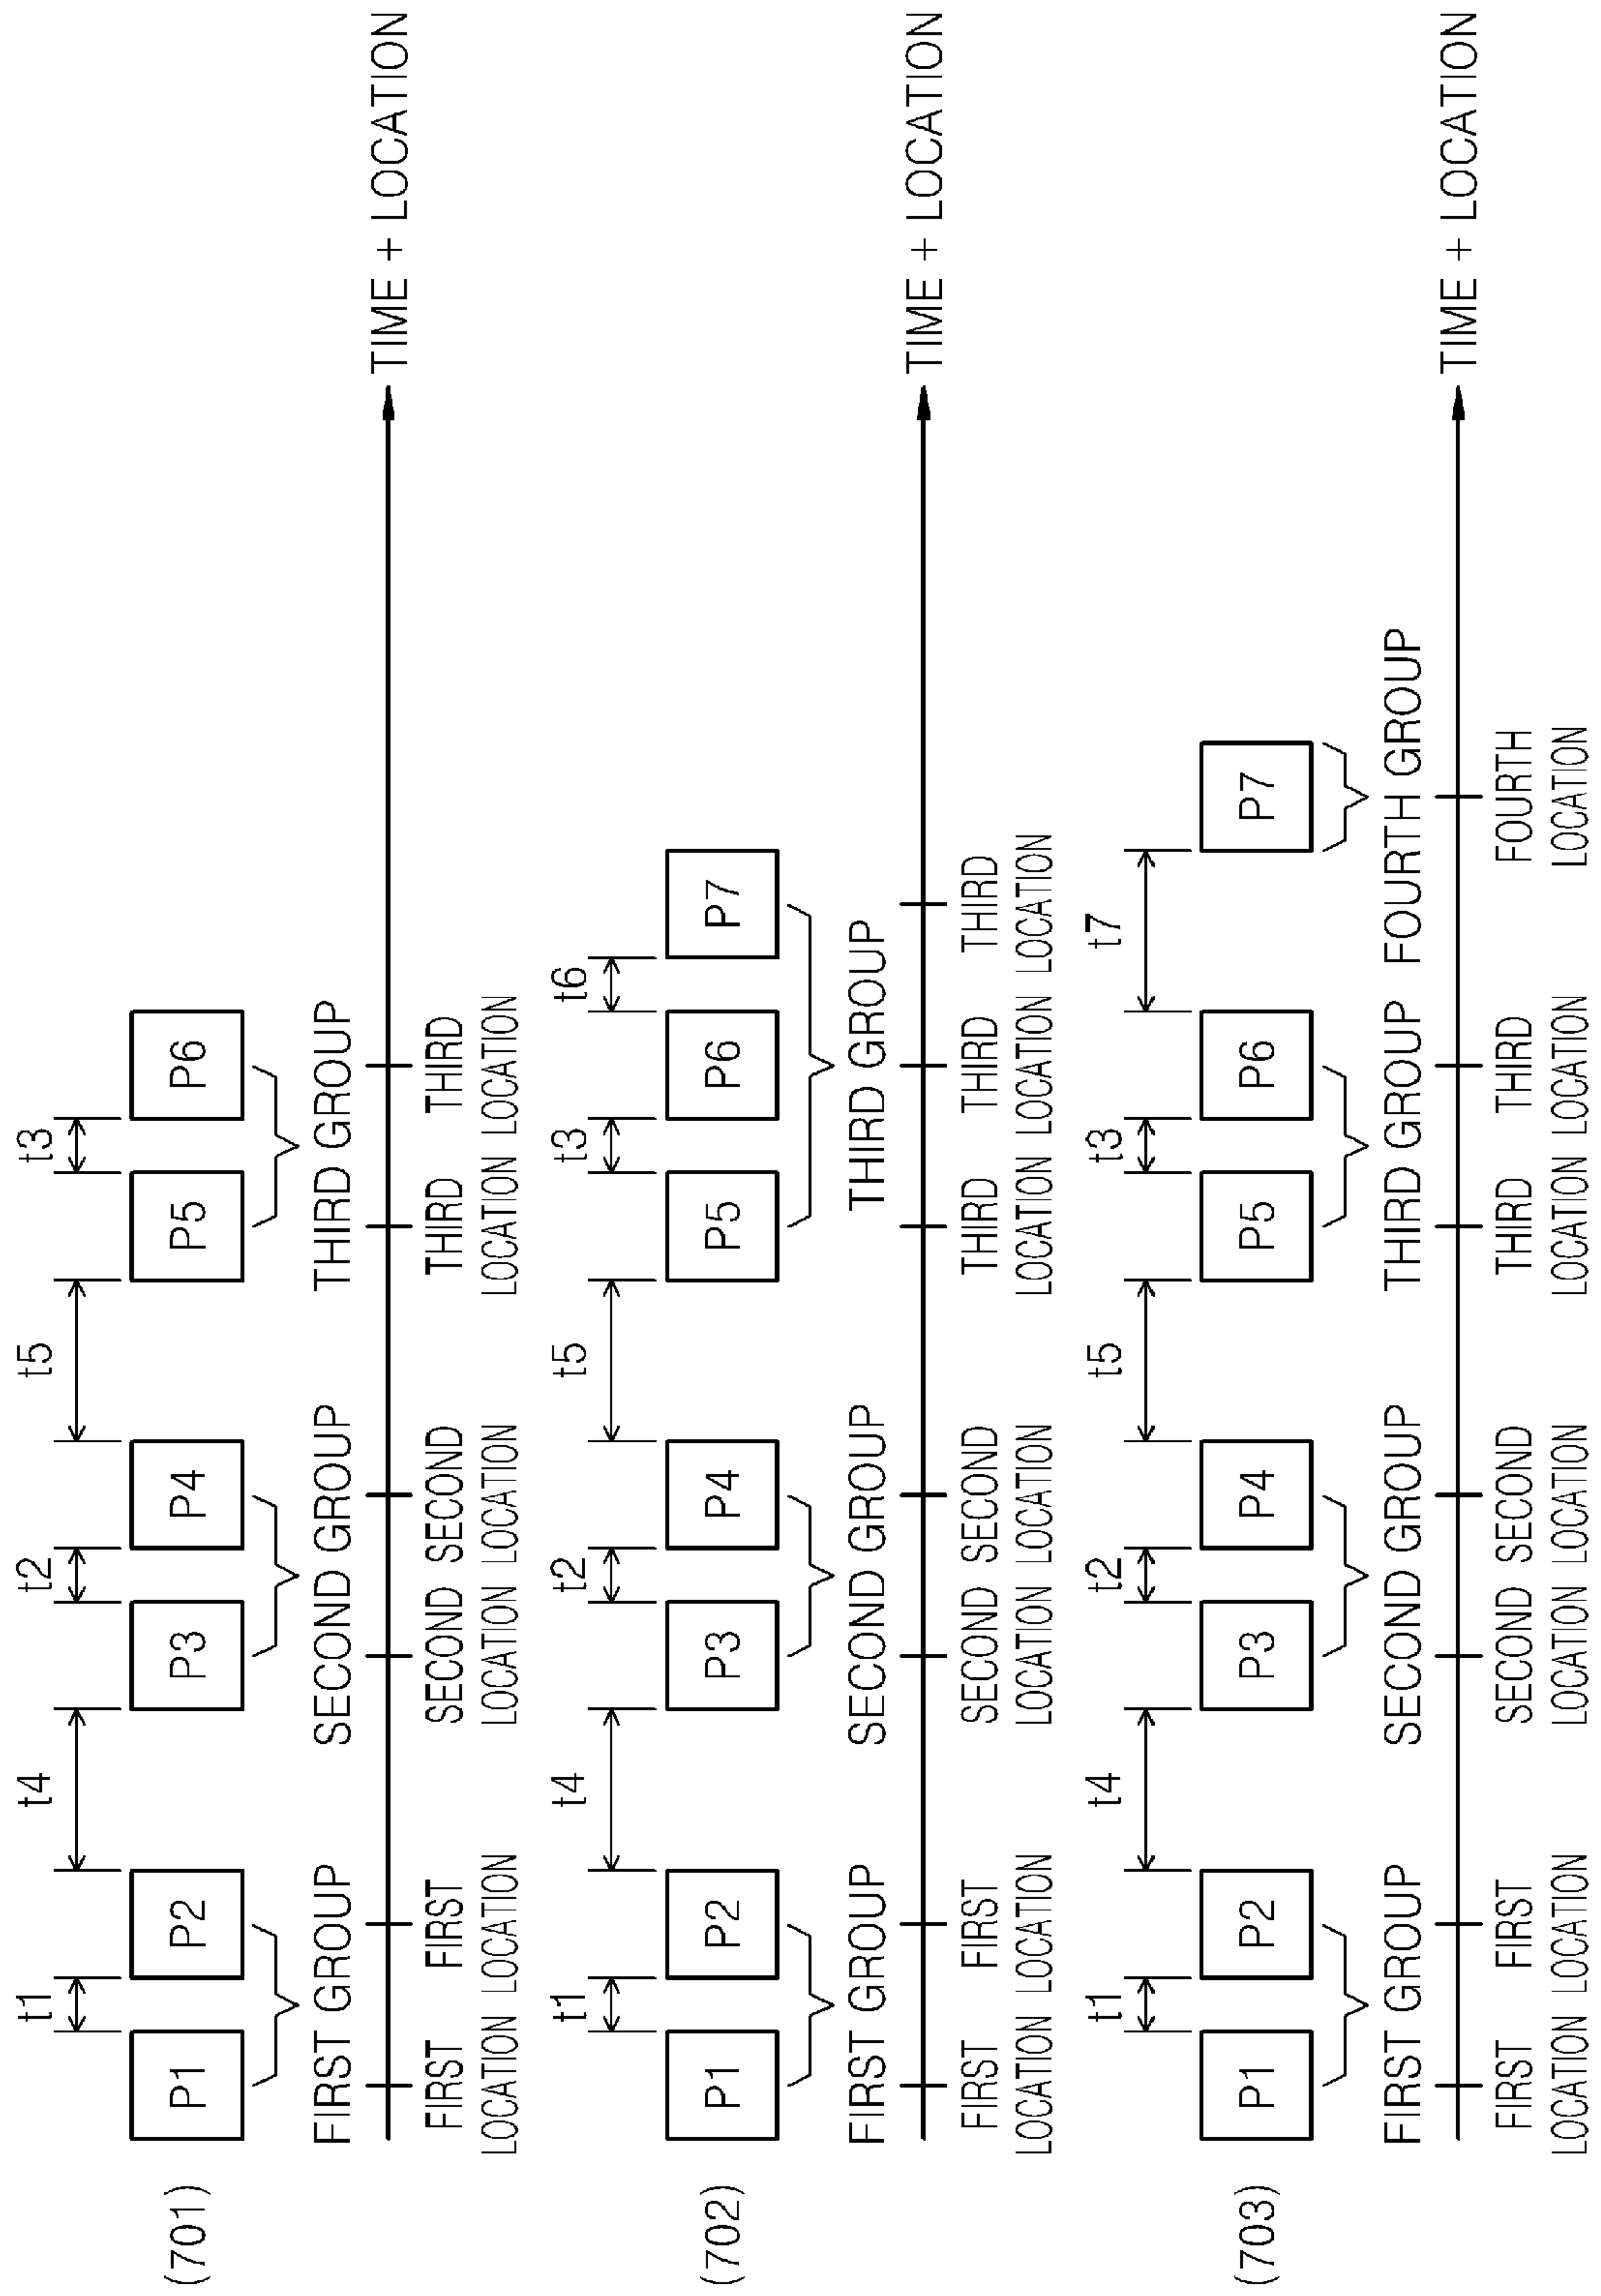 t1 t4 t2 t5 t3
(701) P1 P2 P3 P4 P5 P6
FIRST GROUP SECOND GROUP THIRD GROUP
TIME + LOCATION
FIRST FIRST SECOND SECOND THIRD THIRD
LOCATION LOCATION LOCATION LOCATION LOCATION LOCATION
t1 t4 t2 t5 t3 t6
(702) P1 P2 P3 P4 P5 P6 P7
FIRST GROUP SECOND GROUP THIRD GROUP
TIME + LOCATION
FIRST FIRST SECOND SECOND THIRD THIRD THIRD
LOCATION LOCATION LOCATION LOCATION LOCATION LOCATION LOCATION
t1 t4 t2 t5 t3 t7
(703) P1 P2 P3 P4 P5 P6 P7
FIRST GROUP SECOND GROUP THIRD GROUP FOURTH GROUP
TIME + LOCATION
FIRST FIRST SECOND SECOND THIRD THIRD FOURTH
LOCATION LOCATION LOCATION LOCATION LOCATION LOCATION LOCATION